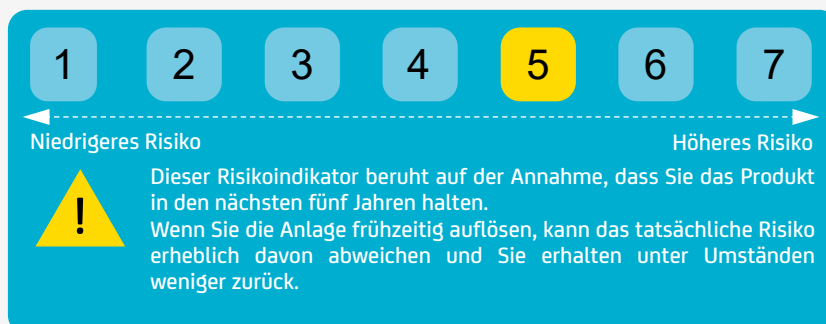 1 2 3 4 5 6 7
Niedrigeres Risiko Höheres Risiko
! Dieser Risikoindikator beruht auf der Annahme, dass Sie das Produkt
in den nächsten fünf Jahren halten.
Wenn Sie die Anlage frühzeitig auflösen, kann das tatsächliche Risiko
erheblich davon abweichen und Sie erhalten unter Umständen
weniger zurück.